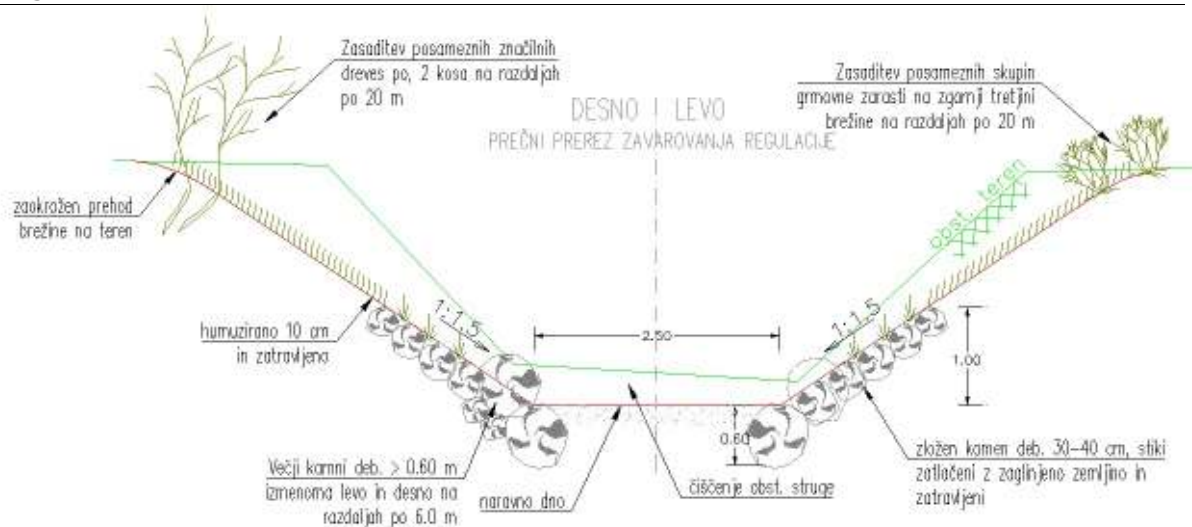 Zasaditev posameznih značilnih
dreves po, 2 kosa na razdaljah
po 20 m
DESNO | LEVO
PREČNI PREREZ ZAVAROVANJA REGULACIJE
Zasaditev posameznih skupin
grmovne zarasti na zgornji tretjini
brežine na razdaljah po 20 m
zaokrožen prehod
brežine na teren
obst. teren
humuzirano 10 cm
in zatravljeno
1:1,5
2.50
1:1,5
1.00
0.60
Večji kamni deb. > 0.60 m
izmenoma levo in desno na
razdaljah po 6.0 m
naravno dno
čiščenje obst. struge
zložen kamen deb. 30-40 cm, stiki
zatlačeni z zaglinjeno zemljino in
zatravljeni